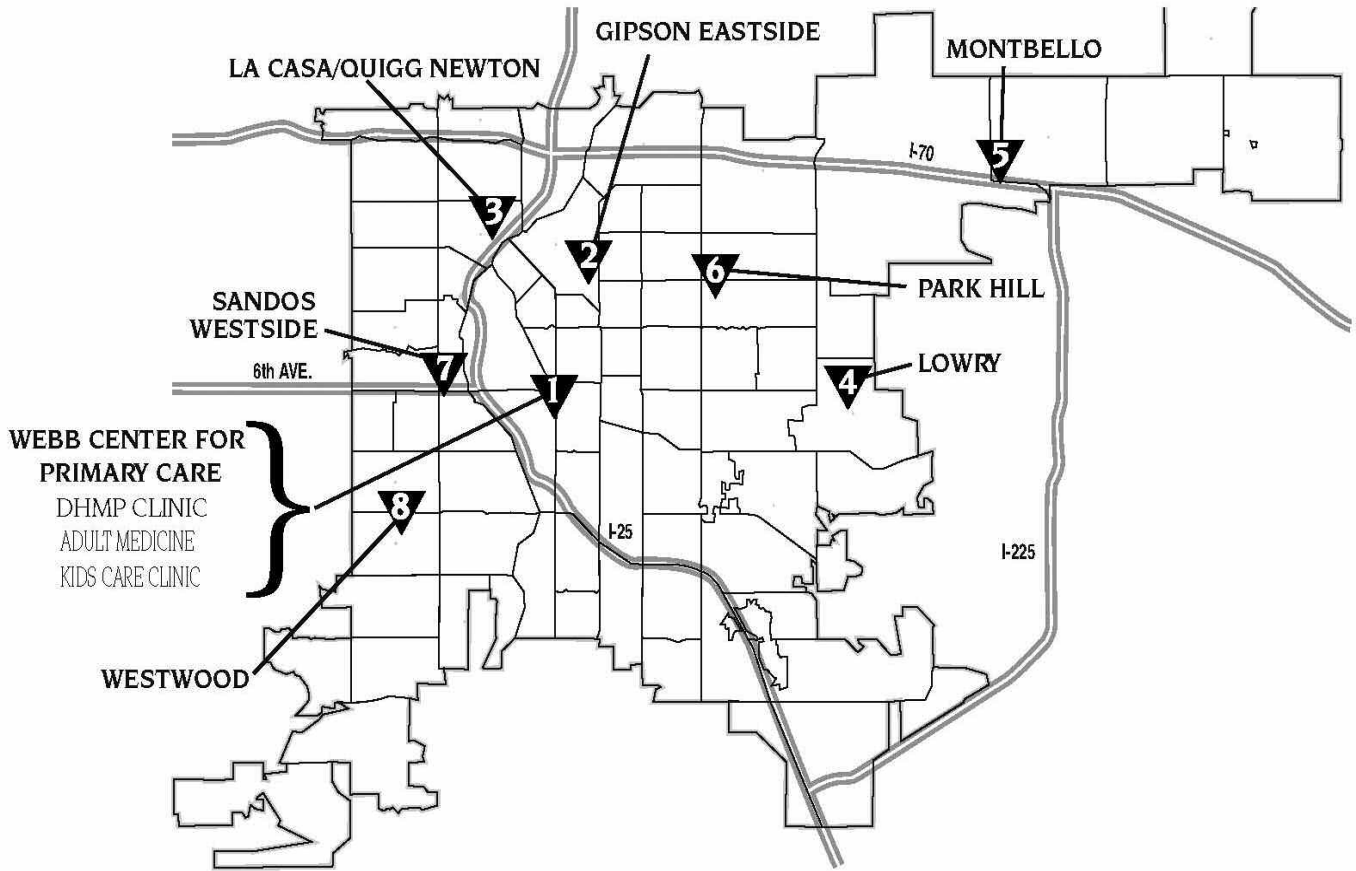 GIPSON EASTSIDE
MONTBELLO
LA CASA/QUIGG NEWTON
I-70
5
3
2
6
PARK HILL
SANDOS
WESTSIDE
7
6th AVE.
1
4
LOWRY
WEBB CENTER FOR
PRIMARY CARE
DHMP CLINIC
ADULT MEDICINE
KIDS CARE CLINIC
8
I-25
I-225
WESTWOOD